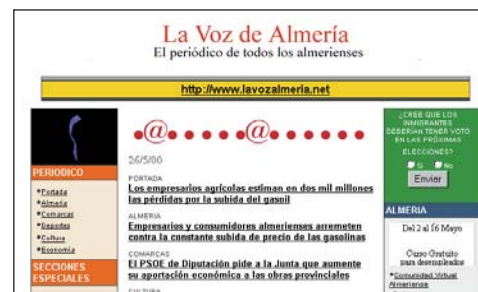 La Voz de Almería
El periódico de todos los almerienses
http://www.lavozalmeria.net
PERIODICO
*Portada
*Almería
*Comarcas
*Deportes
*Cultura
*Economía
SECCIONES
ESPECIALES
@ @
26/5/00
PORTADA
Los empresarios agrícolas estiman en dos mil millones
las pérdidas por la subida del gasoil
ALMERIA
Empresarios y consumidores almerienses arremeten
contra la constante subida de precio de las gasolinas
COMARCAS
El PSOE de Diputación pide a la Junta que aumente
su aportación económica a las obras provinciales
CULTURA
¿CREE QUE LOS
INMIGRANTES
DEBERIAN TENER VOTO
EN LAS PRÓXIMAS
ELECCIONES?
Si No
Enviar
ALMERIA
Del 2 al 16 Mayo
Curso Gratuito
para desempleados
*Comunidad Virtual
Almeriense